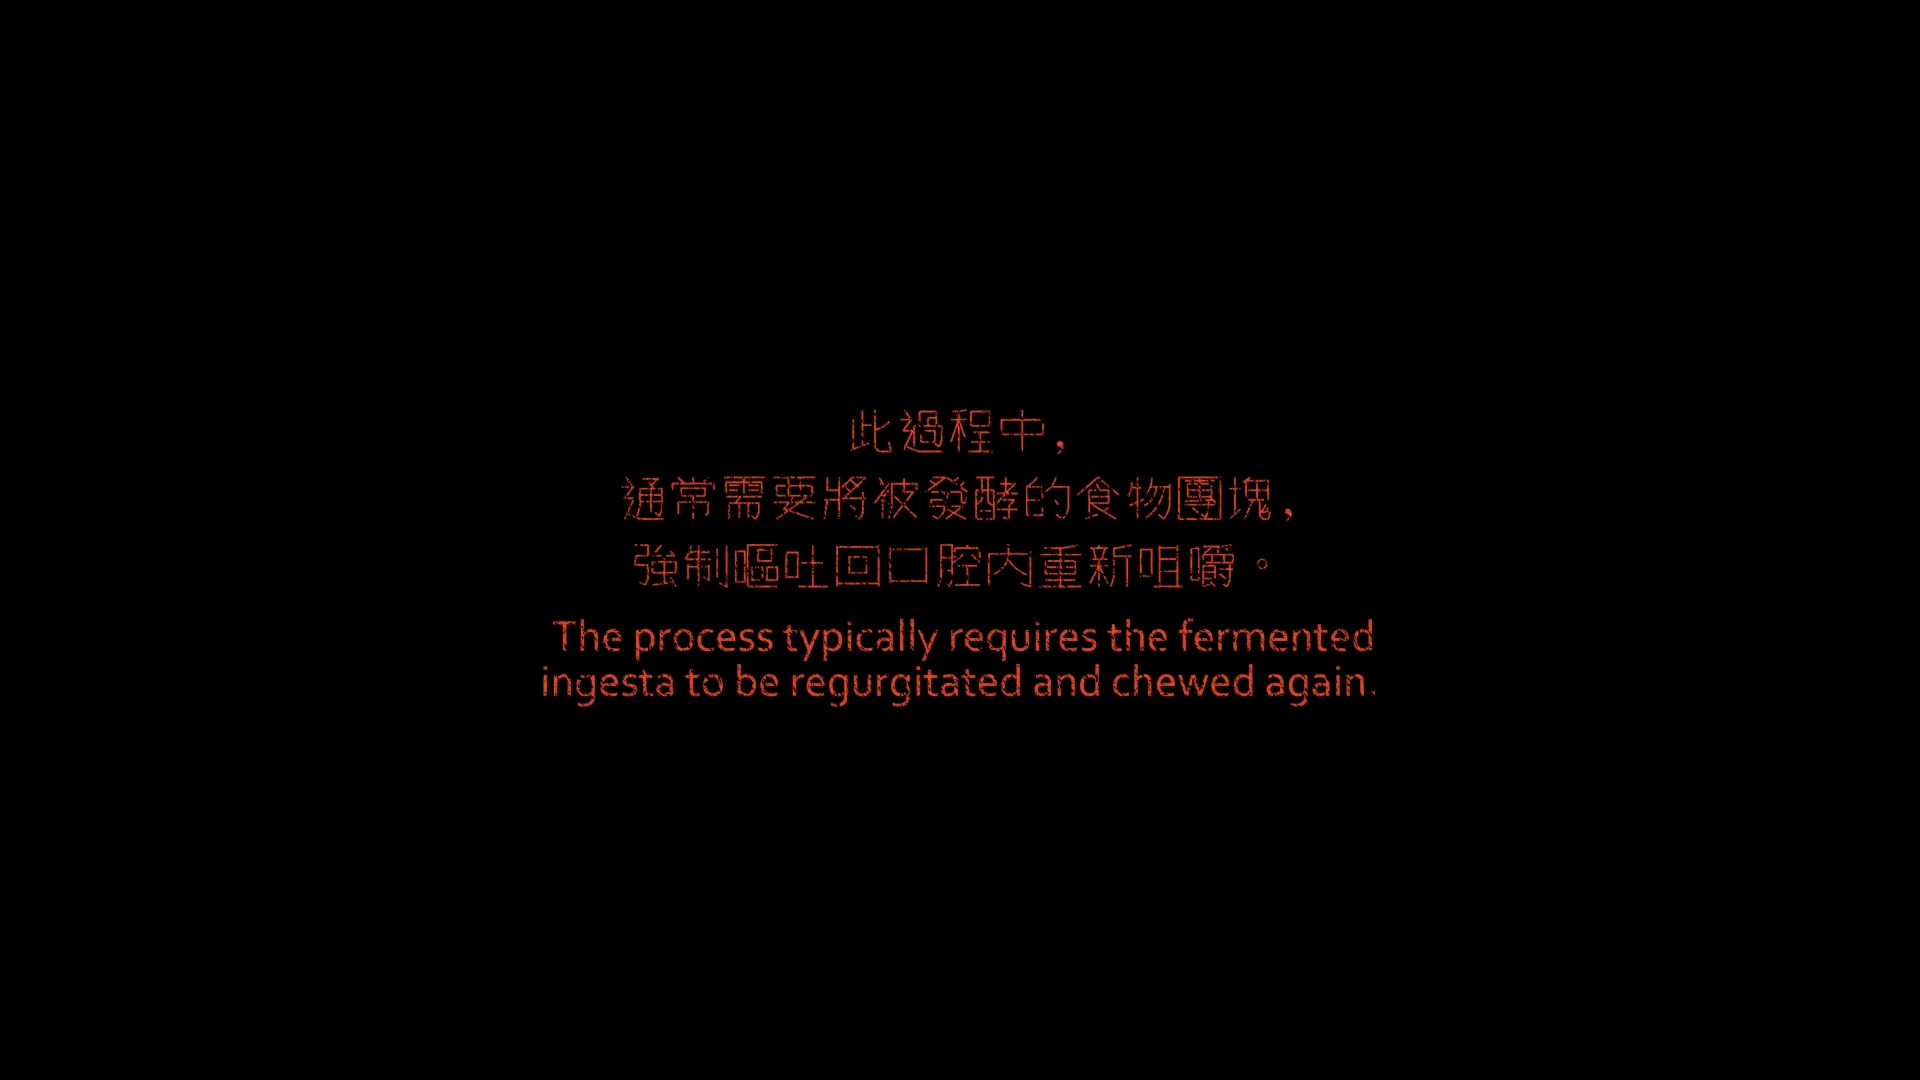 此過程中，
通常需要將被發酵的食物團塊，
強制嘔吐回口腔內重新咀嚼。
The process typically requires the fermented
ingesta to be regurgitated and chewed again.